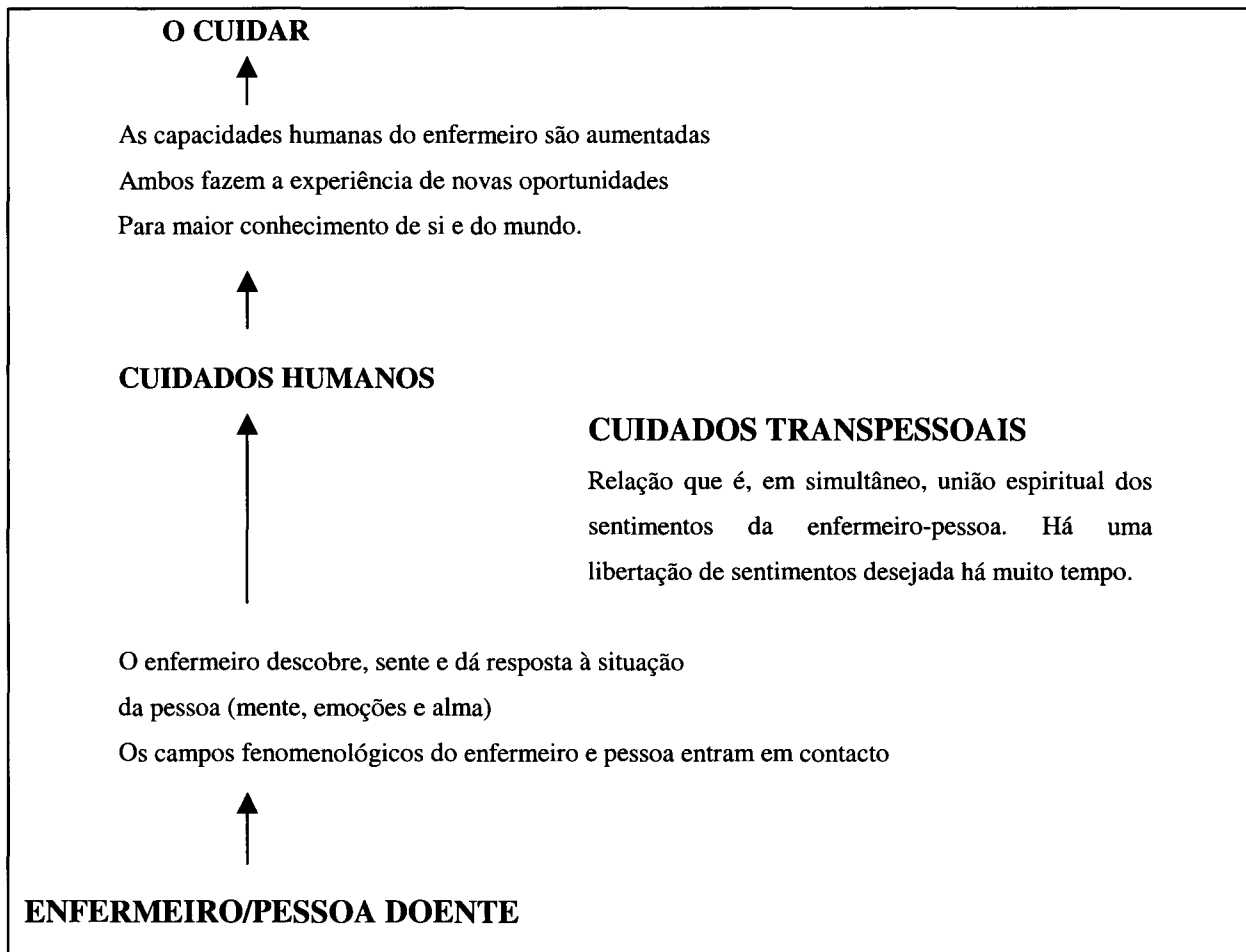 O CUIDAR
As capacidades humanas do enfermeiro são aumentadas
Ambos fazem a experiência de novas oportunidades
Para maior conhecimento de si e do mundo.
CUIDADOS HUMANOS
CUIDADOS TRANSPESSOAIS
Relação que é, em simultâneo, união espiritual dos
sentimentos da enfermeiro-pessoa. Há uma
libertação de sentimentos desejada há muito tempo.
O enfermeiro descobre, sente e dá resposta à situação
da pessoa (mente, emoções e alma)
Os campos fenomenológicos do enfermeiro e pessoa entram em contacto
ENFERMEIRO/PESSOA DOENTE